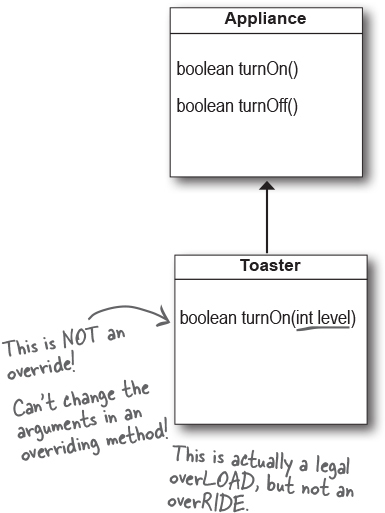 Appliance
boolean turnOn()
boolean turnOff()
Toaster
boolean turnOn(int level)
This is NOT an
override!
Can't change the
arguments in an
overriding method!
This is actually a legal
overLOAD, but not an
overRIDE.